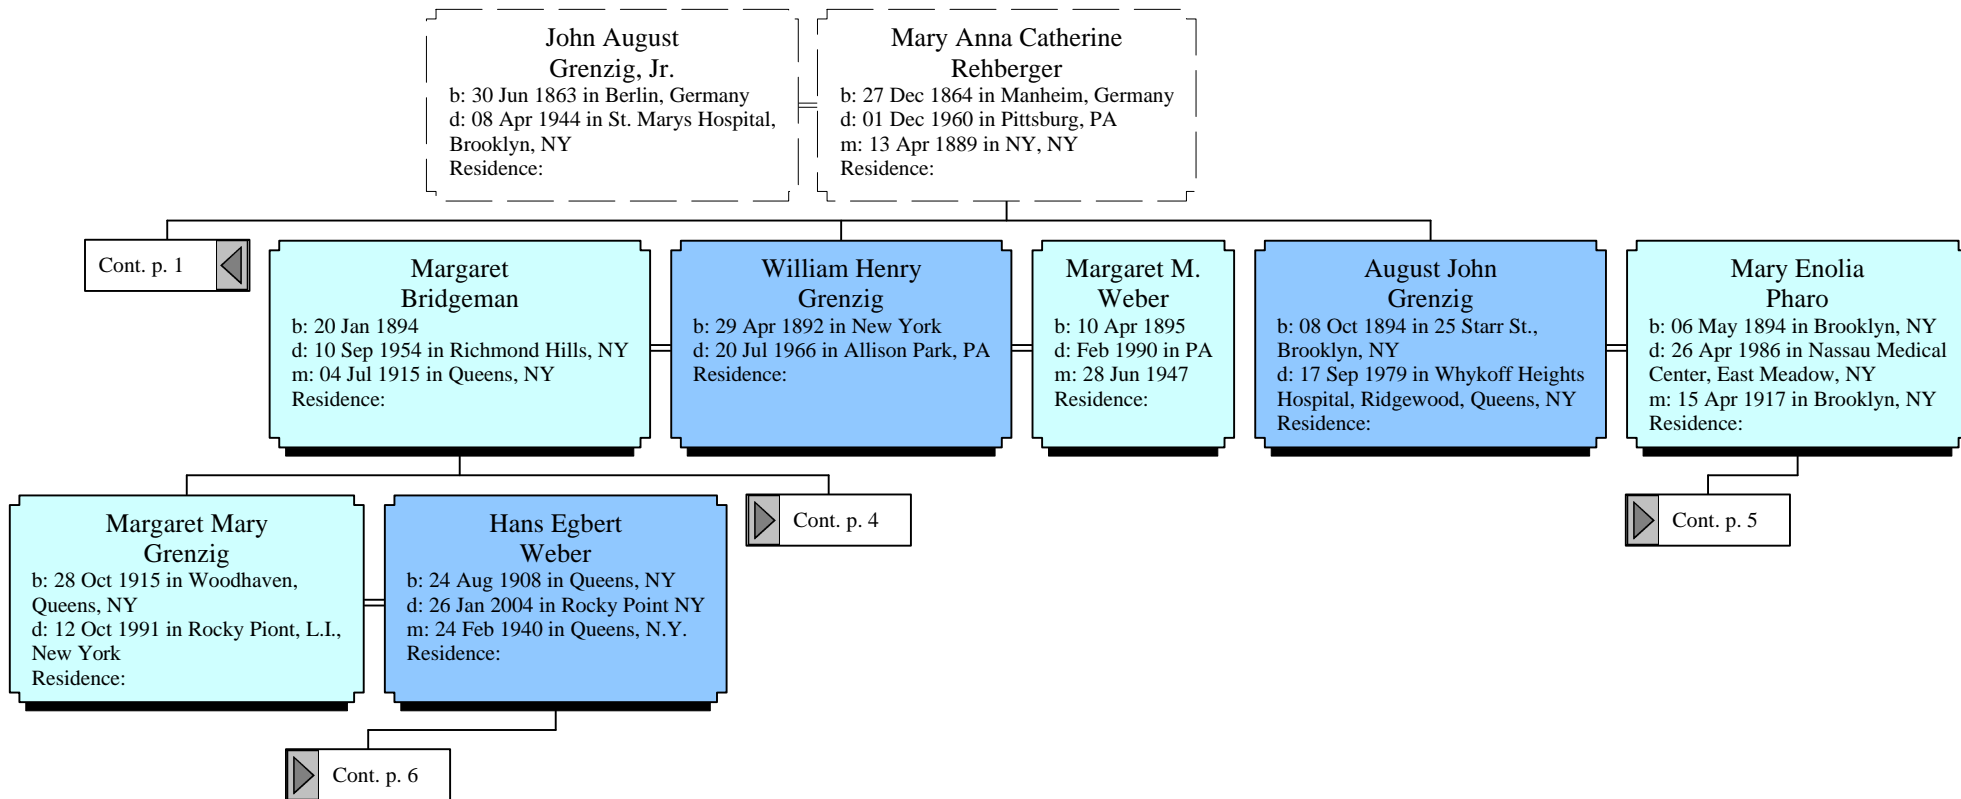 John August
Grenzig, Jr.
b: 30 Jun 1863 in Berlin, Germany
d: 08 Apr 1944 in St. Marys Hospital,
Brooklyn, NY
Residence:
Mary Anna Catherine
Rehberger
b: 27 Dec 1864 in Manheim, Germany
d: 01 Dec 1960 in Pittsburg, PA
m: 13 Apr 1889 in NY, NY
Residence:
Cont. p. 1
Margaret
Bridgeman
b: 20 Jan 1894
d: 10 Sep 1954 in Richmond Hills, NY
m: 04 Jul 1915 in Queens, NY
Residence:
William Henry
Grenzig
b: 29 Apr 1892 in New York
d: 20 Jul 1966 in Allison Park, PA
Residence:
Margaret M.
Weber
b: 10 Apr 1895
d: Feb 1990 in PA
m: 28 Jun 1947
Residence:
August John
Grenzig
b: 08 Oct 1894 in 25 Starr St.,
Brooklyn, NY
d: 17 Sep 1979 in Whykoff Heights
Hospital, Ridgewood, Queens, NY
Residence:
Mary Enolia
Pharo
b: 06 May 1894 in Brooklyn, NY
d: 26 Apr 1986 in Nassau Medical
Center, East Meadow, NY
m: 15 Apr 1917 in Brooklyn, NY
Residence:
Margaret Mary
Grenzig
b: 28 Oct 1915 in Woodhaven,
Queens, NY
d: 12 Oct 1991 in Rocky Piont, L.I.,
New York
Residence:
Hans Egbert
Weber
b: 24 Aug 1908 in Queens, NY
d: 26 Jan 2004 in Rocky Point NY
m: 24 Feb 1940 in Queens, N.Y.
Residence:
Cont. p. 4
Cont. p. 5
Cont. p. 6